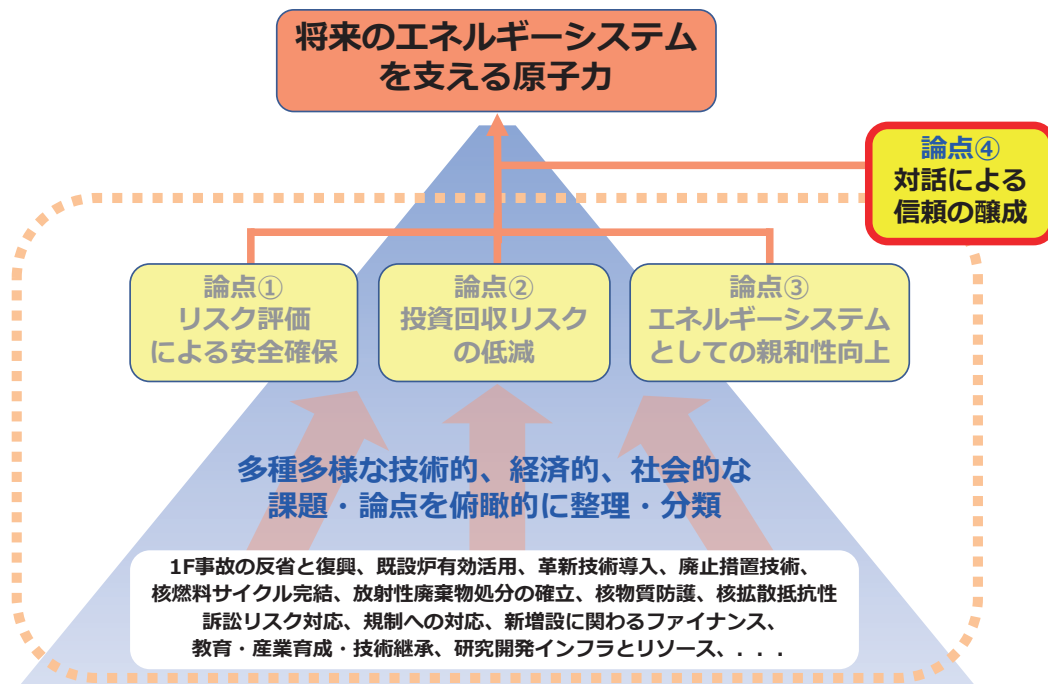 将来のエネルギーシステム
を支える原子力
論点④
対話による
信頼の醸成
論点①
リスク評価
による安全確保
論点②
投資回収リスク
の低減
論点③
エネルギーシステム
としての親和性向上
多種多様な技術的、経済的、社会的な
課題・論点を俯瞰的に整理・分類
1F事故の反省と復興、既設炉有効活用、革新技術導入、廃止措置技術、
核燃料サイクル完結、放射性廃棄物処分の確立、核物質防護、核拡散抵抗性
訴訟リスク対応、規制への対応、新増設に関わるファイナンス、
教育・産業育成・技術継承、研究開発インフラとリソース、. . .